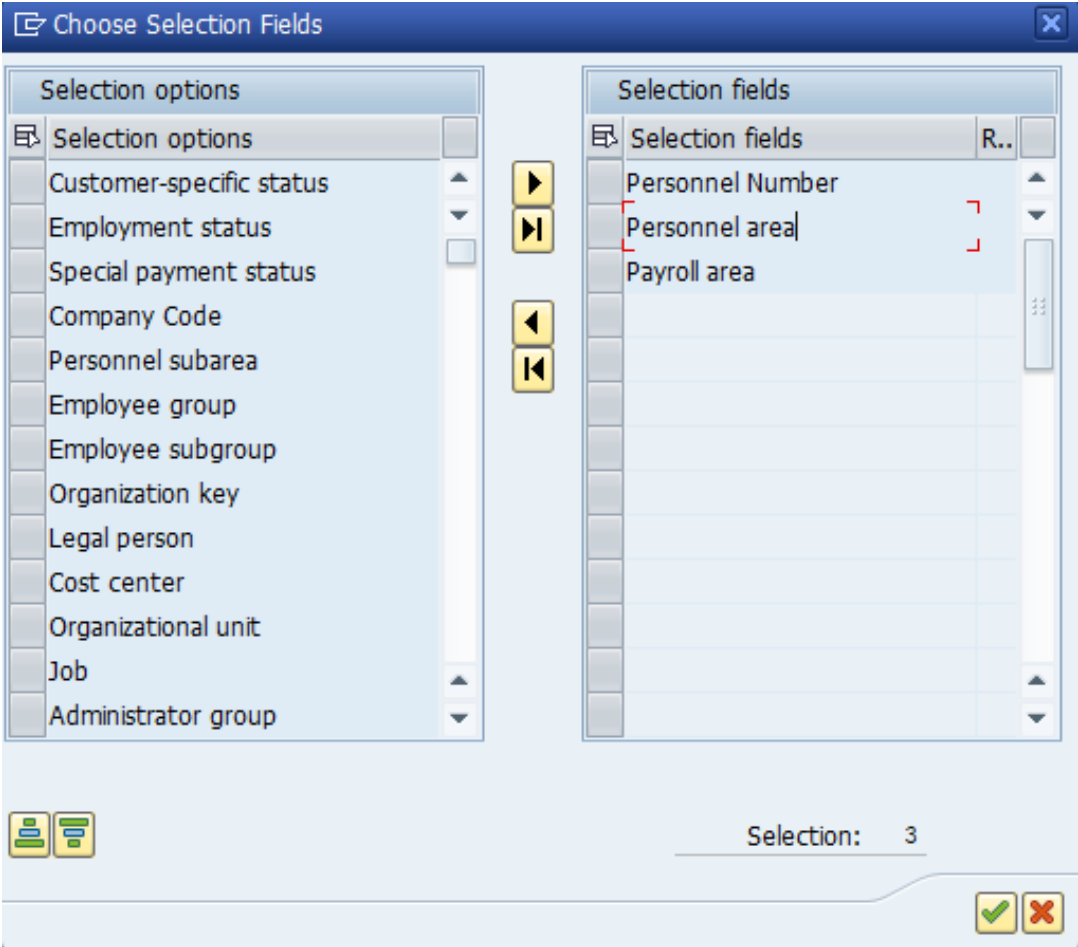 Choose Selection Fields
Selection options
Selection options
Customer-specific status
Employment status
Special payment status
Company Code
Personnel subarea
Employee group
Employee subgroup
Organization key
Legal person
Cost center
Organizational unit
Job
Administrator group
Selection fields
Selection fields R..
Personnel Number
Personnel area
Payroll area
Selection: 3